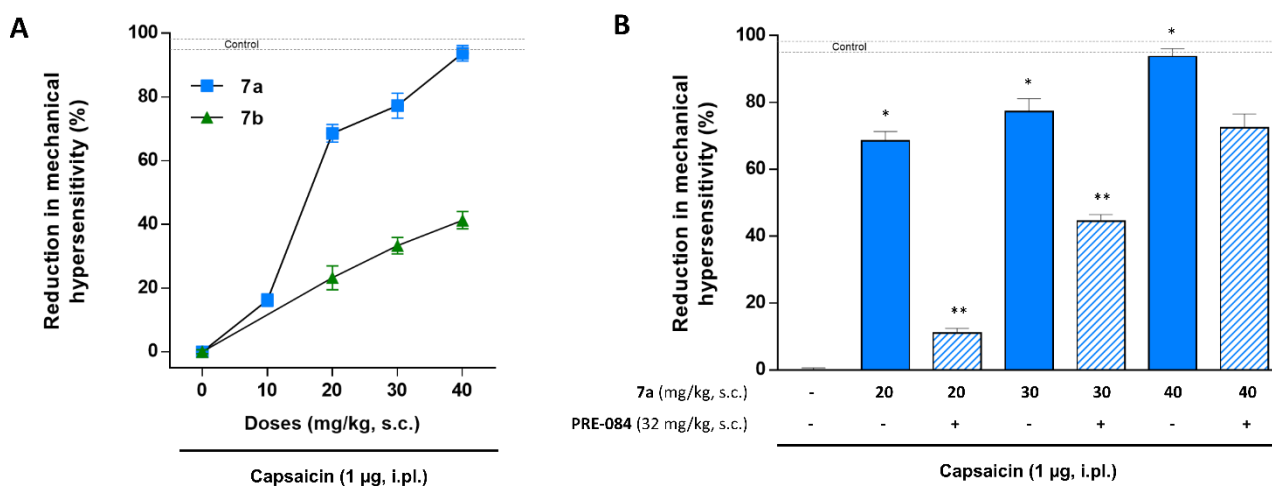 A
Reduction in mechanical
hypersensitivity (%)
100
80
60
40
20
0
Control
7a
7b
0 10 20 30 40
Doses (mg/kg, s.c.)
Capsaicin (1 µg, i.pl.)
B
Reduction in mechanical
hypersensitivity (%)
100
80
60
40
20
0
Control
* ** * ** *
7a (mg/kg, s.c.) - 20 20 30 30 40 40
PRE-084 (32 mg/kg, s.c.) - - + - + - +
Capsaicin (1 µg, i.pl.)